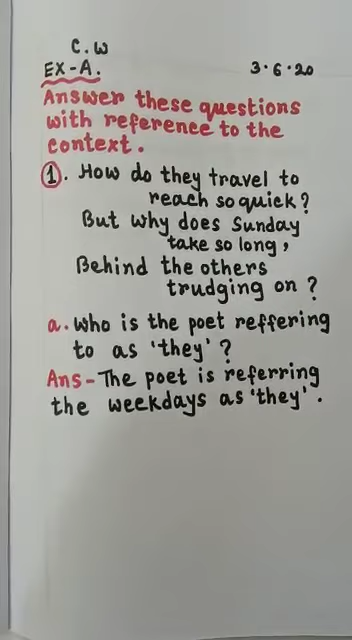 C.W
EX-A. 3.6.20
Answer these questions
with reference to the
context.
1. How do they travel to
reach so quick?
But why does Sunday
take so long,
Behind the others
trudging on?
a. Who is the poet reffering
to as 'they'?
Ans- The poet is referring
the weekdays as 'they'.